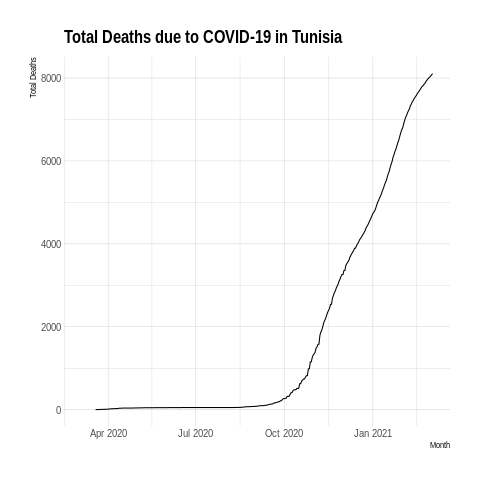 Total Deaths due to COVID-19 in Tunisia
Total Deaths
8000
6000
4000
2000
0
Apr 2020 Jul 2020 Oct 2020 Jan 2021
Month